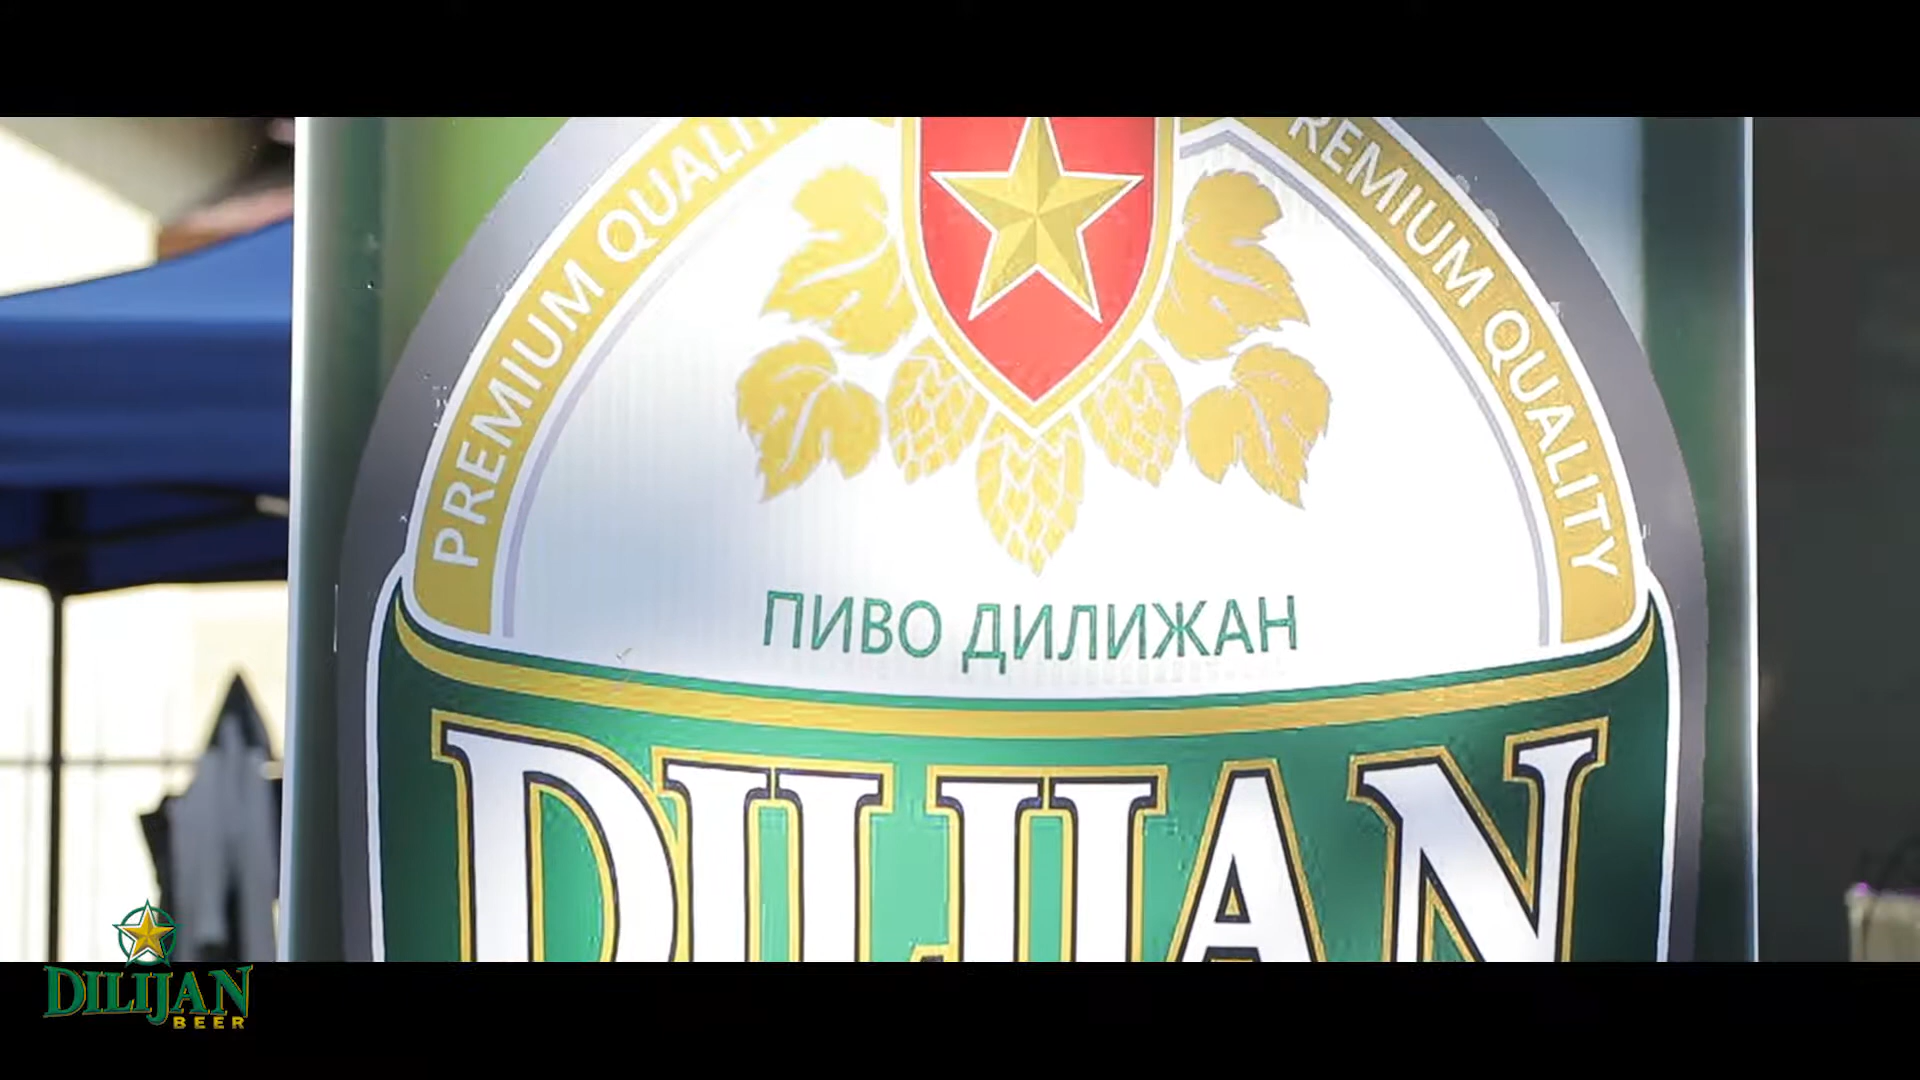 PREMIUM QUALITY
PREMIUM QUALITY
ПИВО ДИЛИЖАН
DILIJAN
DILIJAN
BEER